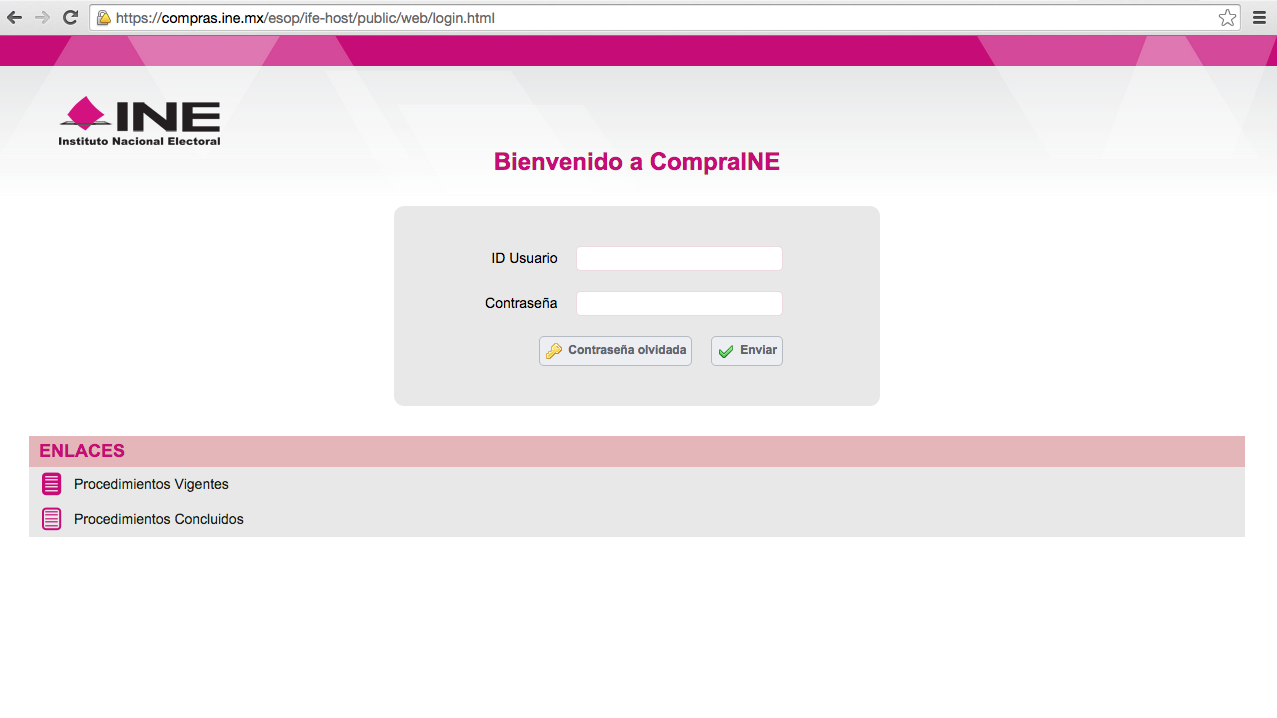 https://compras.ine.mx/esop/ife-host/public/web/login.html
INE
Instituto Nacional Electoral
Bienvenido a CompraINE
ID Usuario
Contraseña
Contraseña olvidada Enviar
ENLACES
Procedimientos Vigentes
Procedimientos Concluidos